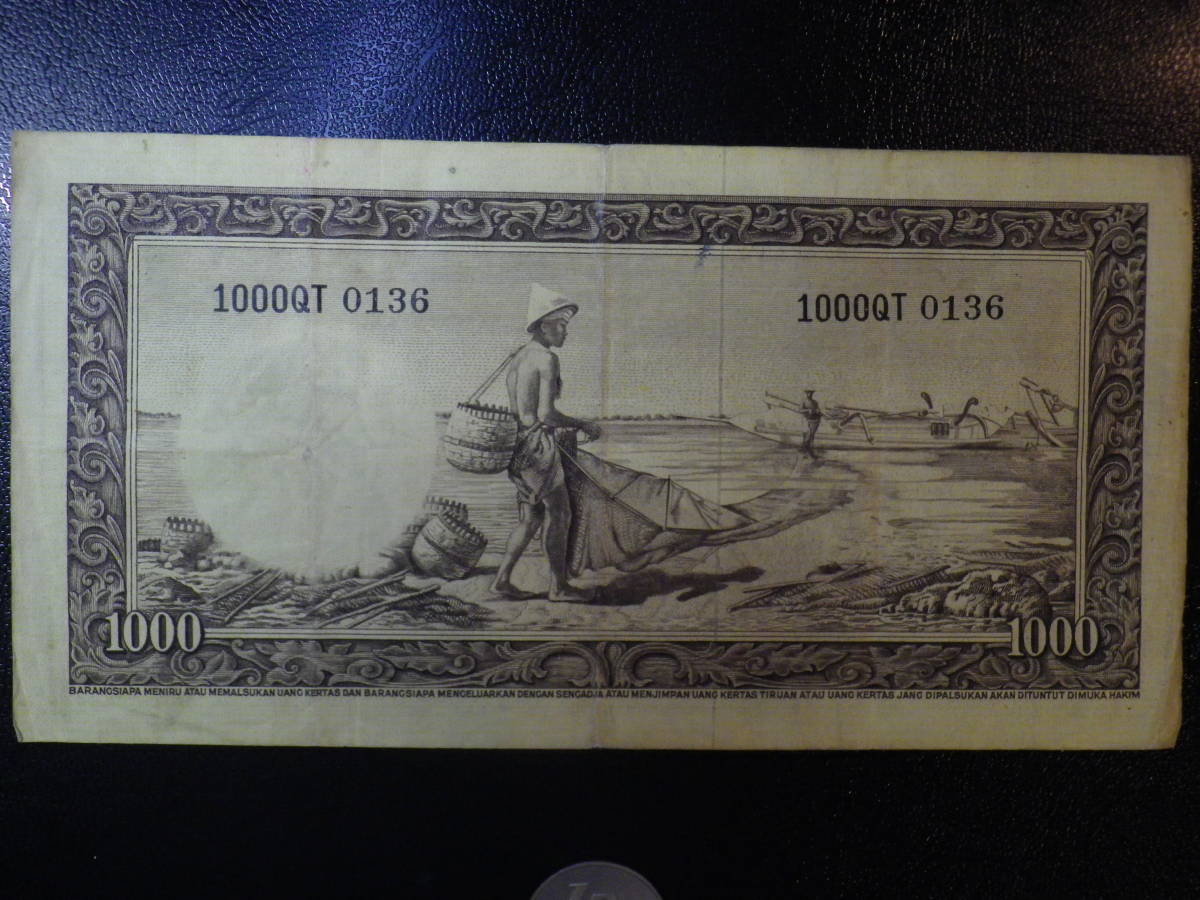 1000QT 0136
1000QT 0136
1000
1000
BARANGSIAPA MENIRU ATAU MEMALSUKAN UANG KERTAS DAN BARANGSIAPA MENGELUARKAN DENGAN SENGADJA ATAU MENJIMPAN UANG KERTAS TIRUAN ATAU UANG KERTAS JANG DIPALSUKAN AKAN DITUNTUT DIMUKA HAKIM